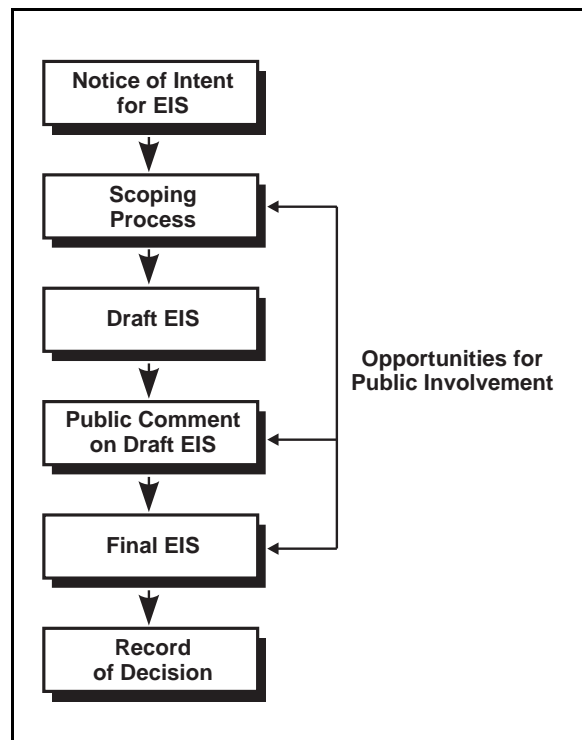 Notice of Intent
for EIS
Scoping
Process
Draft EIS
Opportunities for
Public Involvement
Public Comment
on Draft EIS
Final EIS
Record
of Decision